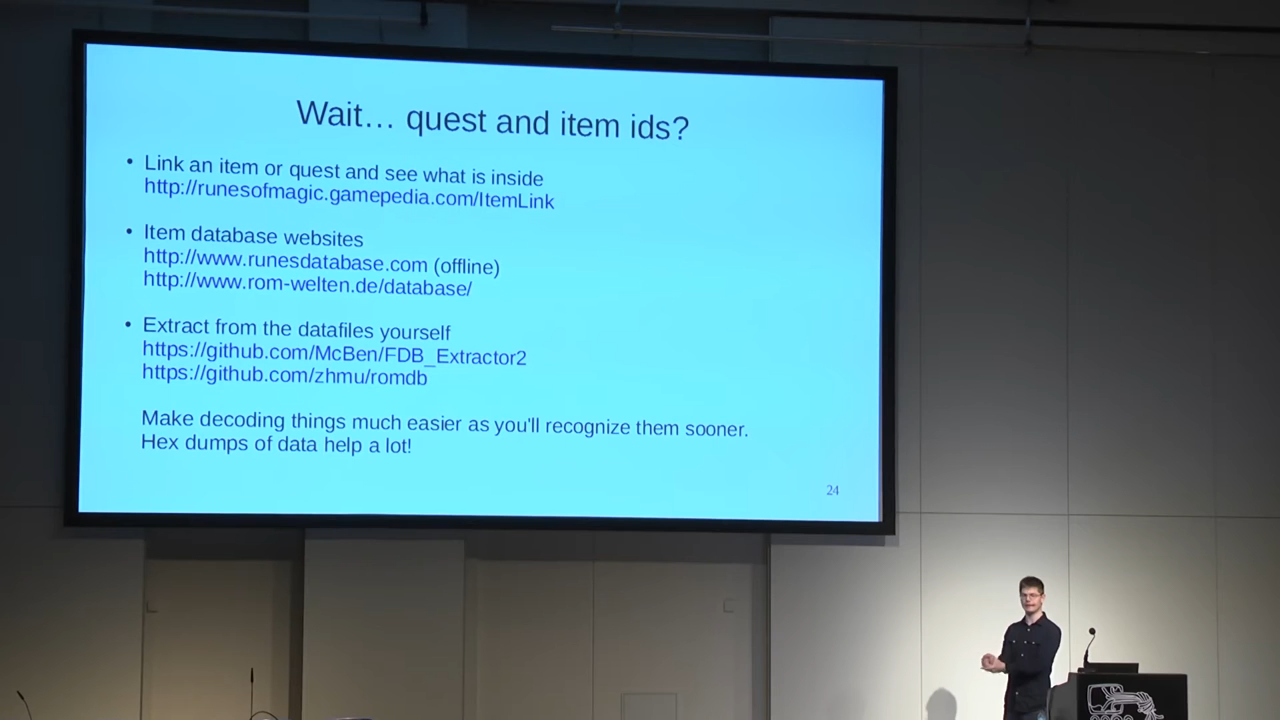 Wait… quest and item ids?
• Link an item or quest and see what is inside
http://runesofmagic.gamepedia.com/ItemLink
• Item database websites
http://www.runesdatabase.com (offline)
http://www.rom-welten.de/database/
• Extract from the datafiles yourself
https://github.com/McBen/FDB_Extractor2
https://github.com/zhmu/romdb
Make decoding things much easier as you'll recognize them sooner.
Hex dumps of data help a lot!
24